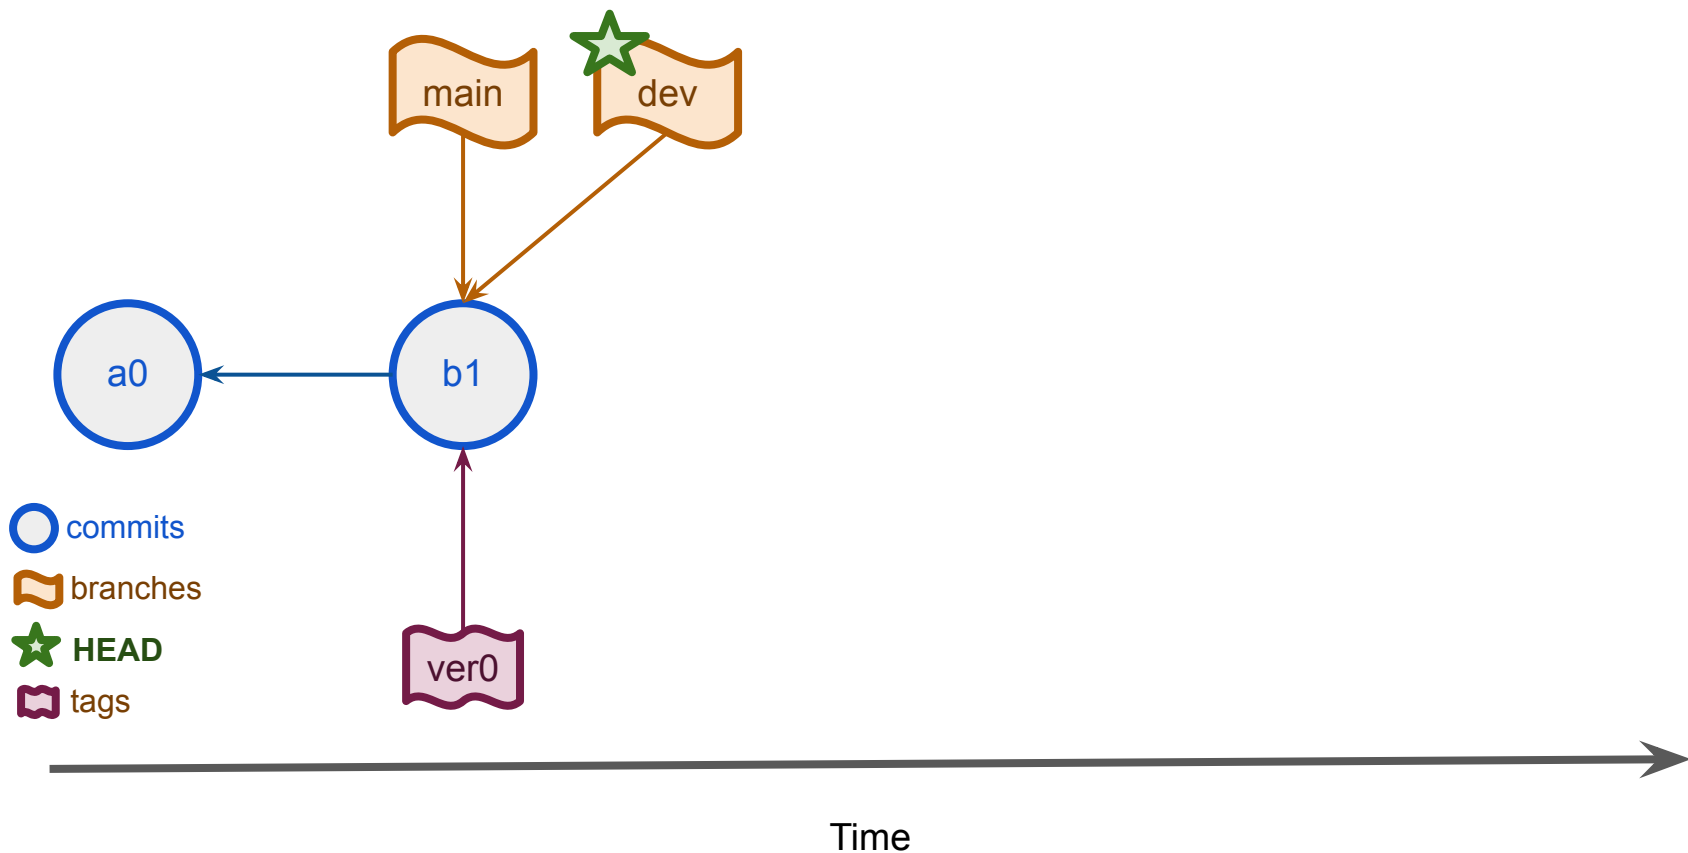 main
dev
a0
b1
commits
branches
HEAD
tags
ver0
Time